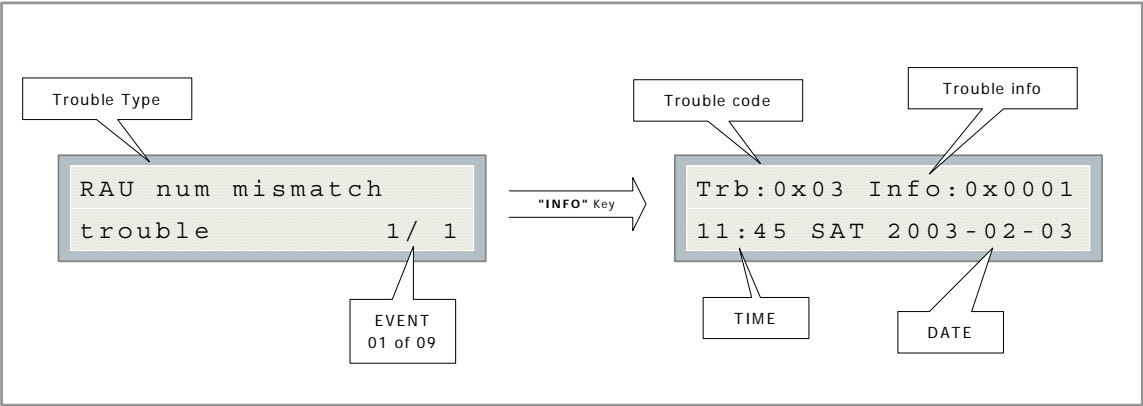 Trouble Type
RAU num mismatch
trouble 1/ 1
EVENT
01 of 09
"INFO" Key
Trouble code
Trouble info
Trb:0x03 Info:0x0001
11:45 SAT 2003-02-03
TIME
DATE